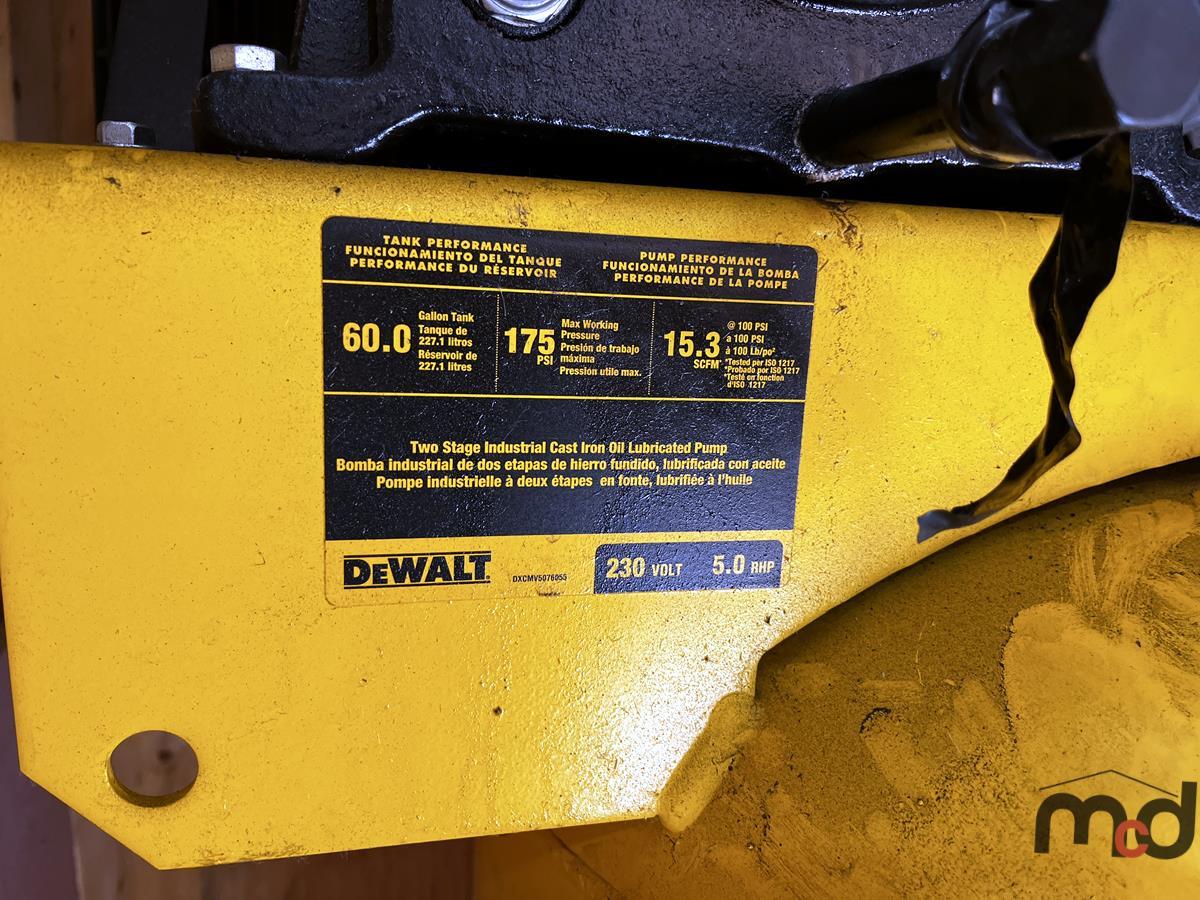 TANK PERFORMANCE
FUNCIONAMIENTO DEL TANQUE
PERFORMANCE DU RÉSERVOIR
PUMP PERFORMANCE
FUNCIONAMIENTO DE LA BOMBA
PERFORMANCE DE LA POMPE
60.0
Gallon Tank
Tanque de
227.1 litros
Réservoir de
227.1 litres
175
PSI
Max Working
Pressure
Presión de trabajo
máxima
Pression utile max.
15.3
SCFM*
@ 100 PSI
a 100 PSI
à 100 Lb/po²
*Tested per ISO 1217
*Probado por ISO 1217
*Testé en fonction
d'ISO 1217
Two Stage Industrial Cast Iron Oil Lubricated Pump
Bomba industrial de dos etapas de hierro fundido, lubrificada con aceite
Pompe industrielle à deux étapes en fonte, lubrifiée à l'huile
DEWALT
DXCMV5076055
230 VOLT 5.0 RHP
mcd